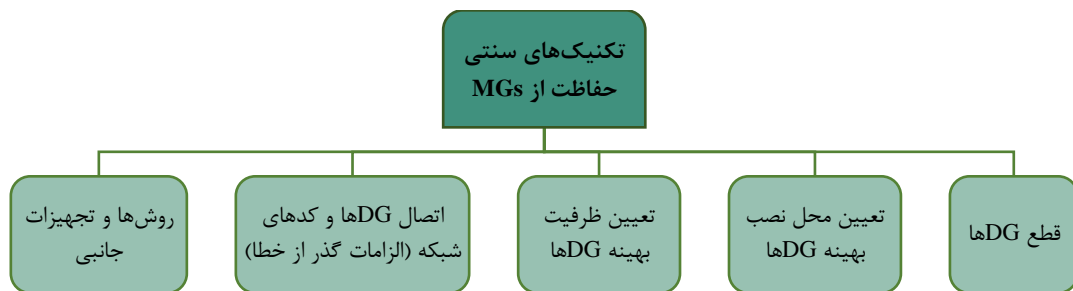 تکنیک‌های سنتی
حفاظت از MGs
قطع DGها
تعیین محل نصب
بهینه DGها
تعیین ظرفیت
بهینه DGها
اتصال DGها و کدهای
شبکه (الزامات گذر از خطا)
روش‌ها و تجهیزات
جانبی